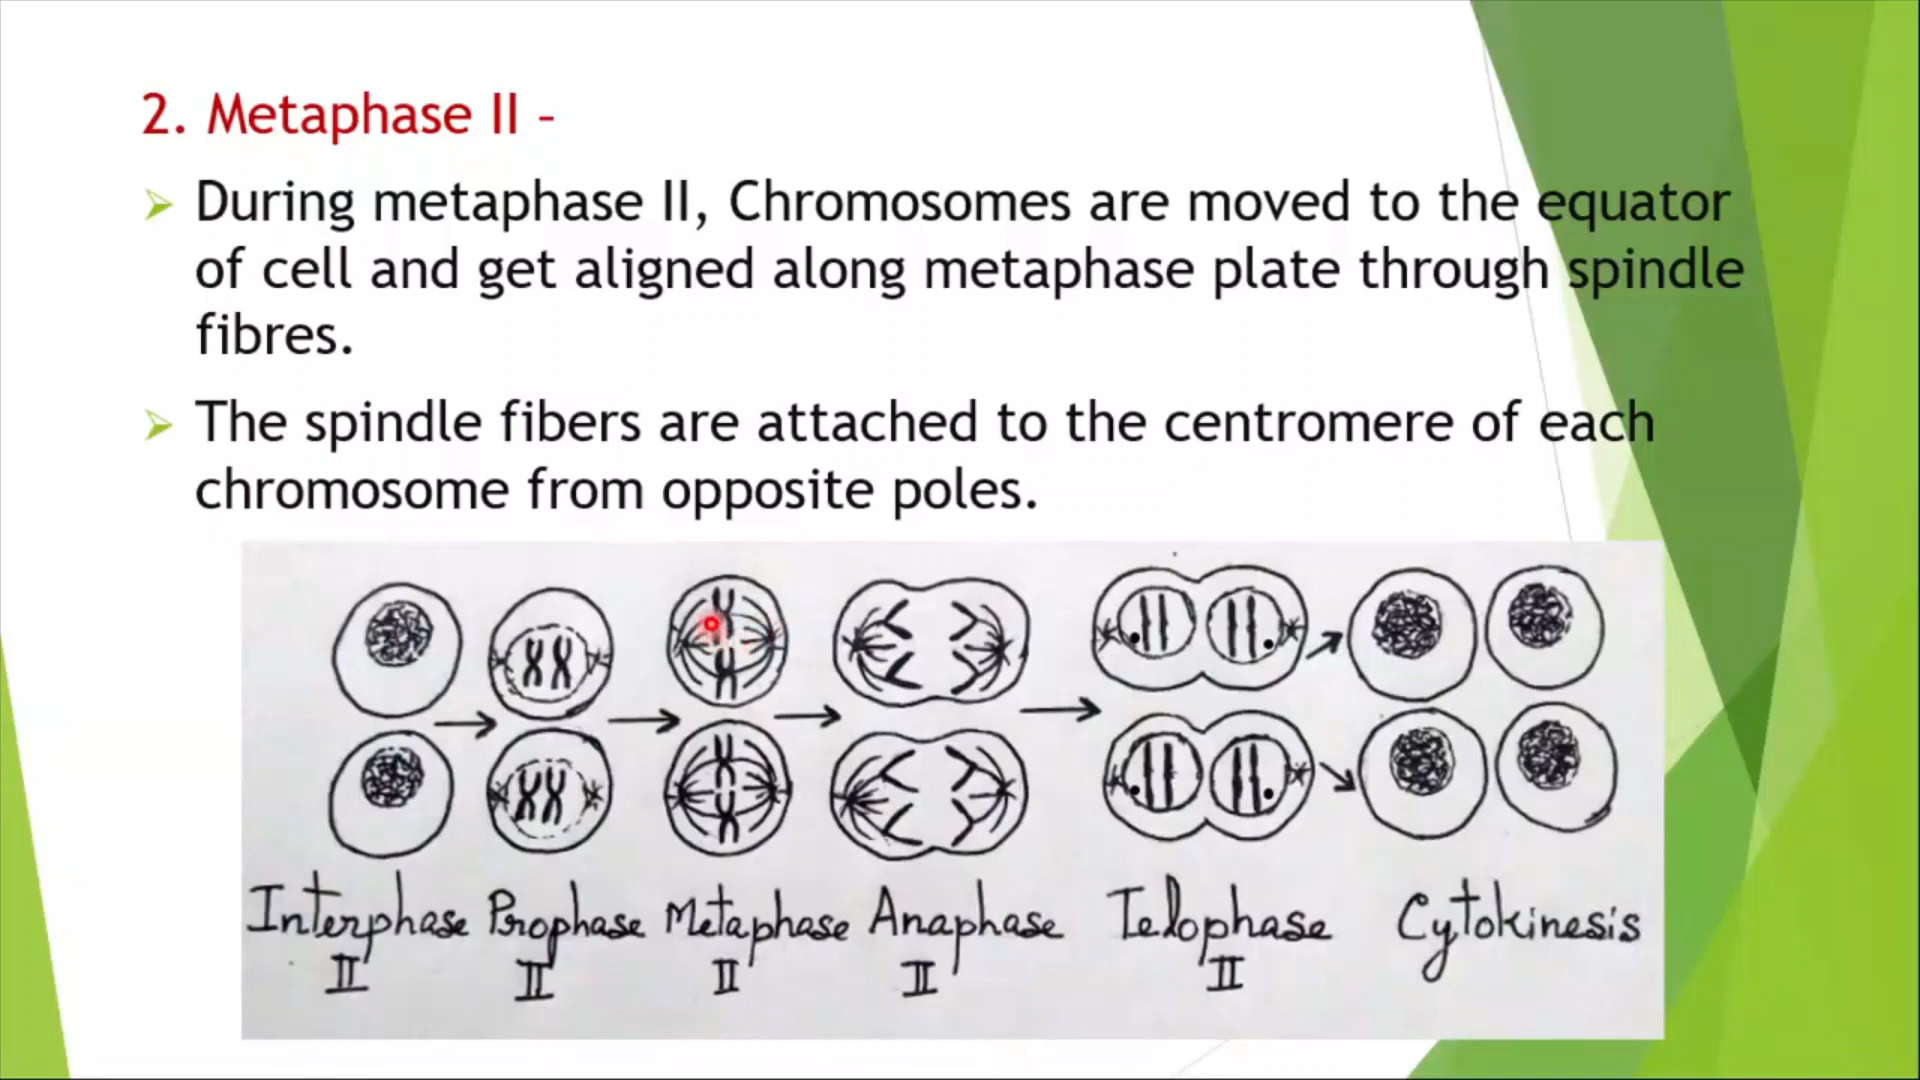 2. Metaphase II –
During metaphase II, Chromosomes are moved to the equator
of cell and get aligned along metaphase plate through spindle
fibres.
The spindle fibers are attached to the centromere of each
chromosome from opposite poles.
Interphase Prophase Metaphase Anaphase Telophase Cytokinesis
II II II II II